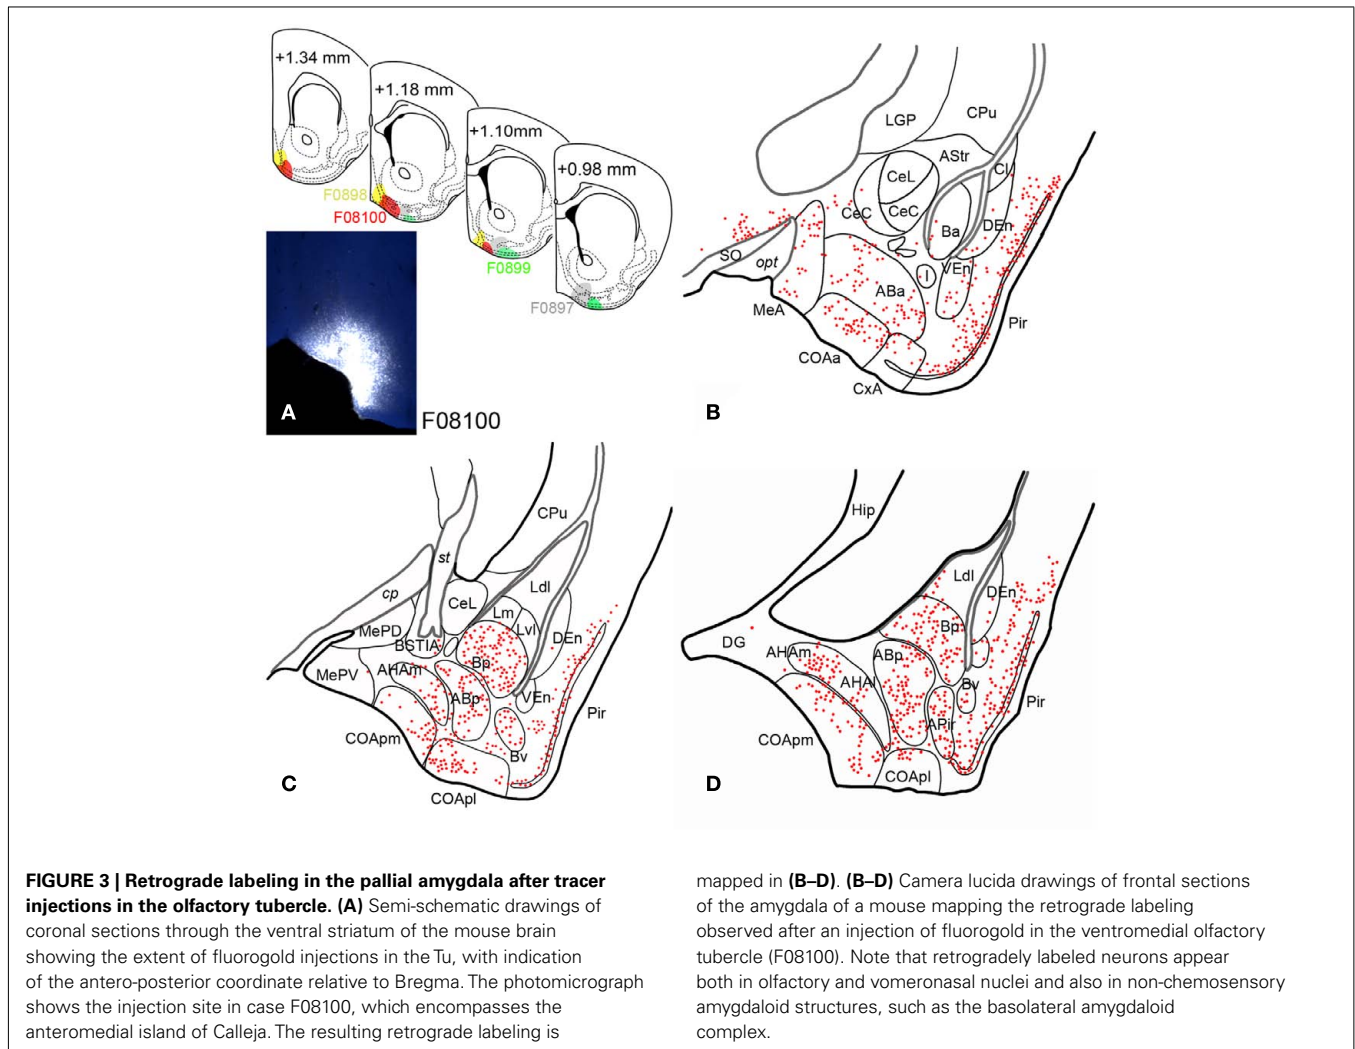 +1.34 mm
+1.18 mm
+1.10mm
+0.98 mm
F0898
F08100
F0899
F0897
A
F08100
LGP
CPu
AStr
CeL
Cl
CeC
CeC
Ba
DEn
SO
opt
I
VEn
ABa
MeA
Pir
COAa
CxA
B
CPu
st
cp
CeL
Ldl
Lm
Lvl
MePD
BSTIA
DEn
Bp
MePV
AHAm
ABp
VEn
Pir
COApm
Bv
C
COApl
Hip
Ldl
DEn
Bp
DG
AHAm
ABp
AHAl
Bv
Pir
APir
COApm
COApl
D
FIGURE 3 | Retrograde labeling in the pallial amygdala after tracer
injections in the olfactory tubercle. (A) Semi-schematic drawings of
coronal sections through the ventral striatum of the mouse brain
showing the extent of fluorogold injections in the Tu, with indication
of the antero-posterior coordinate relative to Bregma. The photomicrograph
shows the injection site in case F08100, which encompasses the
anteromedial island of Calleja. The resulting retrograde labeling is
mapped in (B–D). (B–D) Camera lucida drawings of frontal sections
of the amygdala of a mouse mapping the retrograde labeling
observed after an injection of fluorogold in the ventromedial olfactory
tubercle (F08100). Note that retrogradely labeled neurons appear
both in olfactory and vomeronasal nuclei and also in non-chemosensory
amygdaloid structures, such as the basolateral amygdaloid
complex.